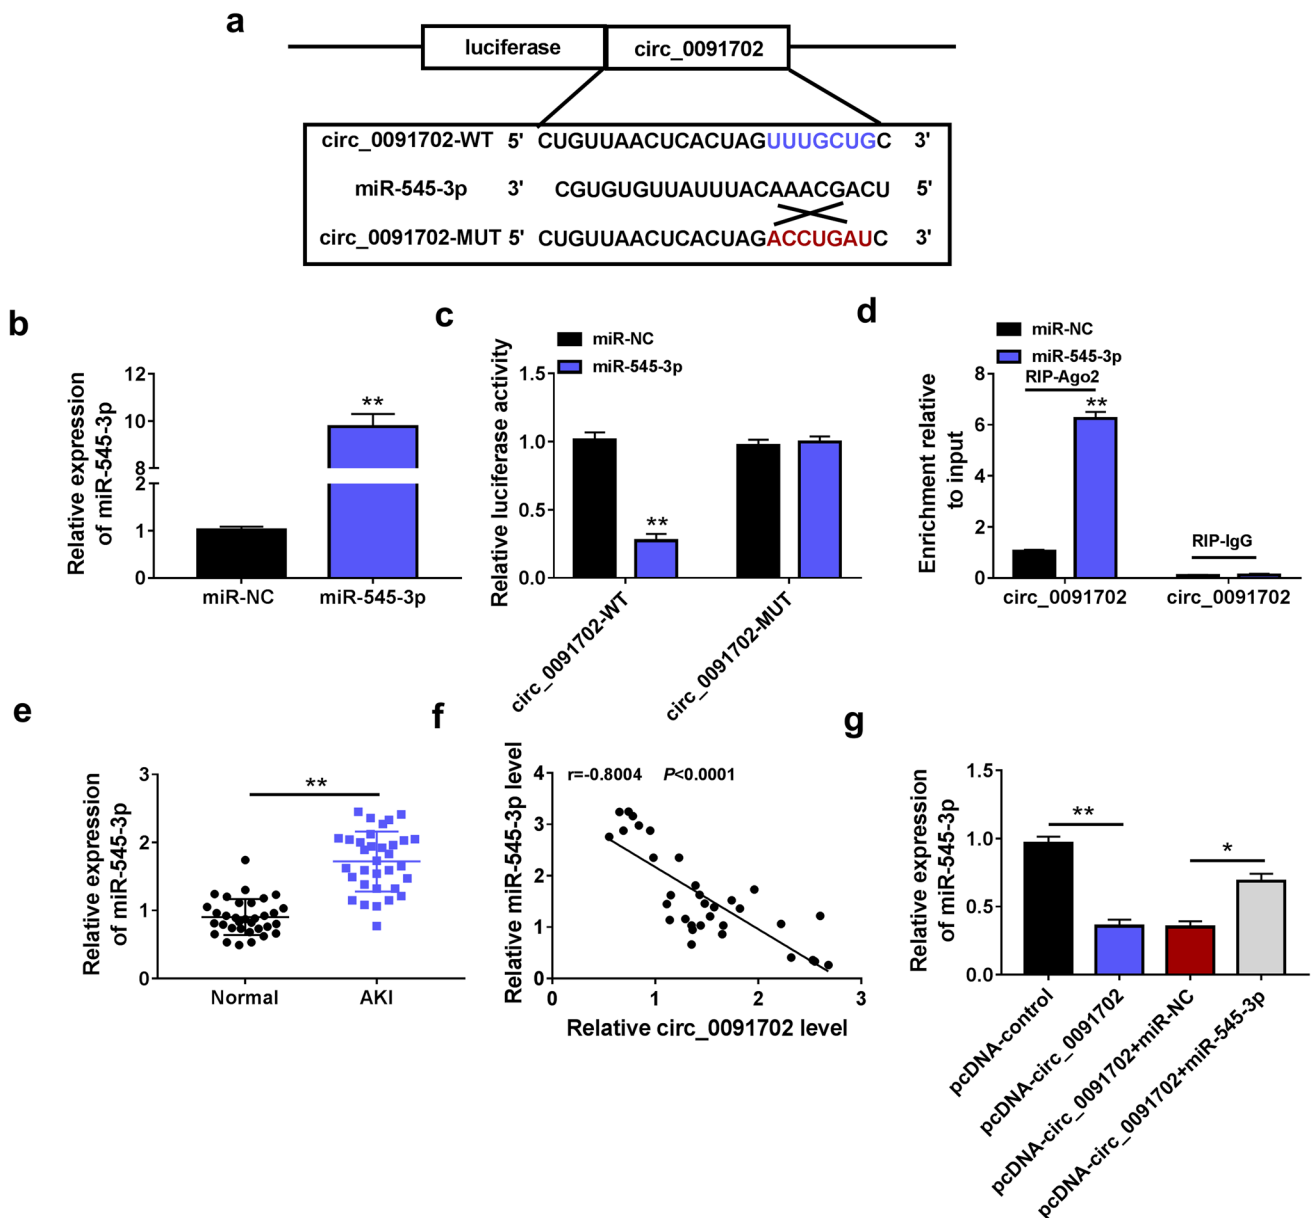 a
luciferase circ_0091702
circ_0091702-WT 5' CUGUUAACUCACUAGUUUGCUGC 3'
miR-545-3p 3' CGUGUGUUAUUUACAAACGACU 5'
circ_0091702-MUT 5' CUGUUAACUCACUAGACCUGAUC 3'
b
Relative expression
of miR-545-3p
12
10
8
2
1
0
**
miR-NC miR-545-3p
c
miR-NC
miR-545-3p
Relative luciferase activity
1.5
1.0
0.5
0.0
**
circ_0091702-WT
circ_0091702-MUT
d
miR-NC
miR-545-3p
RIP-Ago2
Enrichment relative
to input
8
6
4
2
0
**
RIP-IgG
circ_0091702 circ_0091702
e
Relative expression
of miR-545-3p
3
2
1
0
**
Normal AKI
f
Relative miR-545-3p level
r=-0.8004 P<0.0001
4
3
2
1
0
0 1 2 3
Relative circ_0091702 level
g
Relative expression
of miR-545-3p
1.5
1.0
0.5
0.0
**
*
pcDNA-control
pcDNA-circ_0091702
pcDNA-circ_0091702+miR-NC
pcDNA-circ_0091702+miR-545-3p